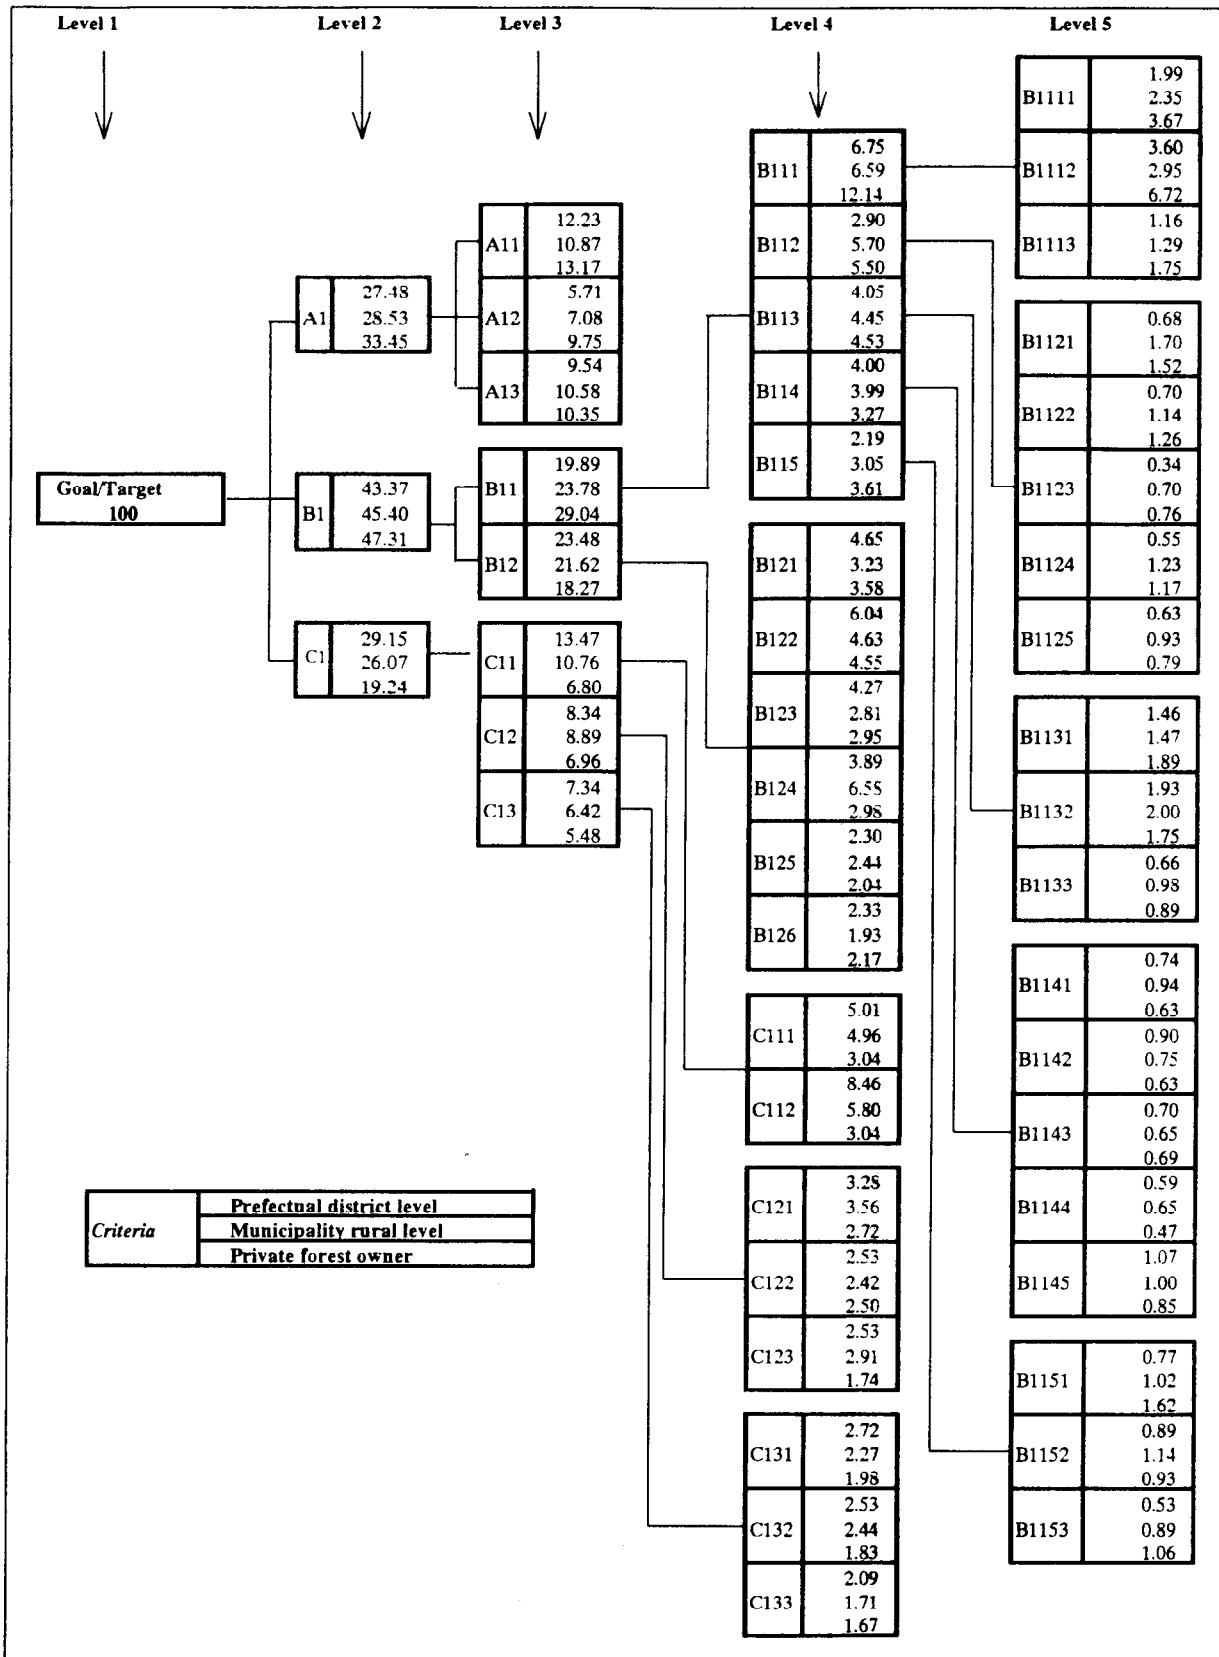 Level 1
Level 2
Level 3
Level 4
Level 5
Goal/Target
100
A1
27.48
28.53
33.45
B1
43.37
45.40
47.31
C1
29.15
26.07
19.24
A11
12.23
10.87
13.17
A12
5.71
7.08
9.75
A13
9.54
10.58
10.35
B11
19.89
23.78
29.04
B12
23.48
21.62
18.27
C11
13.47
10.76
6.80
C12
8.34
8.89
6.96
C13
7.34
6.42
5.48
B111
6.75
6.59
12.14
B112
2.90
5.70
5.50
B113
4.05
4.45
4.53
B114
4.00
3.99
3.27
B115
2.19
3.05
3.61
B121
4.65
3.23
3.58
B122
6.04
4.63
4.55
B123
4.27
2.81
2.95
B124
3.89
6.58
2.98
B125
2.30
2.44
2.04
B126
2.33
1.93
2.17
C111
5.01
4.96
3.04
C112
8.46
5.80
3.04
C121
3.28
3.56
2.72
C122
2.53
2.42
2.50
C123
2.53
2.91
1.74
C131
2.72
2.27
1.98
C132
2.53
2.44
1.83
C133
2.09
1.71
1.67
B1111
1.99
2.35
3.67
B1112
3.60
2.95
6.72
B1113
1.16
1.29
1.75
B1121
0.68
1.70
1.52
B1122
0.70
1.14
1.26
B1123
0.34
0.70
0.76
B1124
0.55
1.23
1.17
B1125
0.63
0.93
0.79
B1131
1.46
1.47
1.89
B1132
1.93
2.00
1.75
B1133
0.66
0.98
0.89
B1141
0.74
0.94
0.63
B1142
0.90
0.75
0.63
B1143
0.70
0.65
0.69
B1144
0.59
0.65
0.47
B1145
1.07
1.00
0.85
B1151
0.77
1.02
1.62
B1152
0.89
1.14
0.93
B1153
0.53
0.89
1.06
Criteria
Prefectual district level
Municipality rural level
Private forest owner